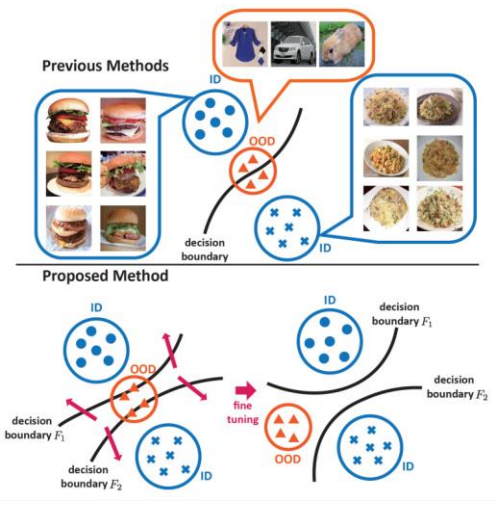 Previous Methods
ID
OOD
decision
boundary
ID
Proposed Method
ID
OOD
decision
boundary F₁
decision
boundary F₂
ID
fine
tuning
ID
decision
boundary F₁
decision
boundary F₂
OOD
ID